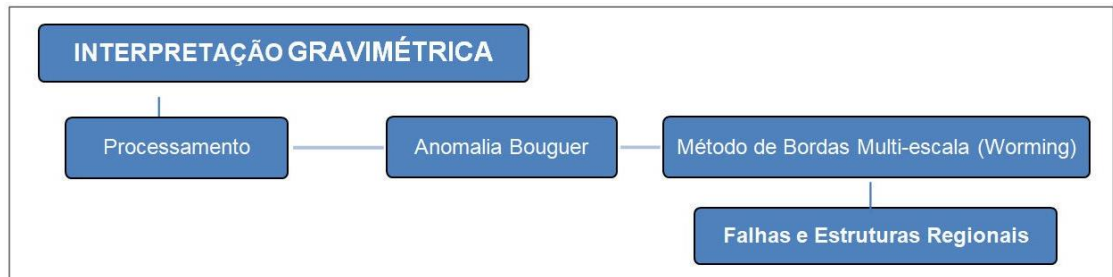 INTERPRETAÇÃO GRAVIMÉTRICA
Processamento
Anomalia Bouguer
Método de Bordas Multi-escala (Worming)
Falhas e Estruturas Regionais